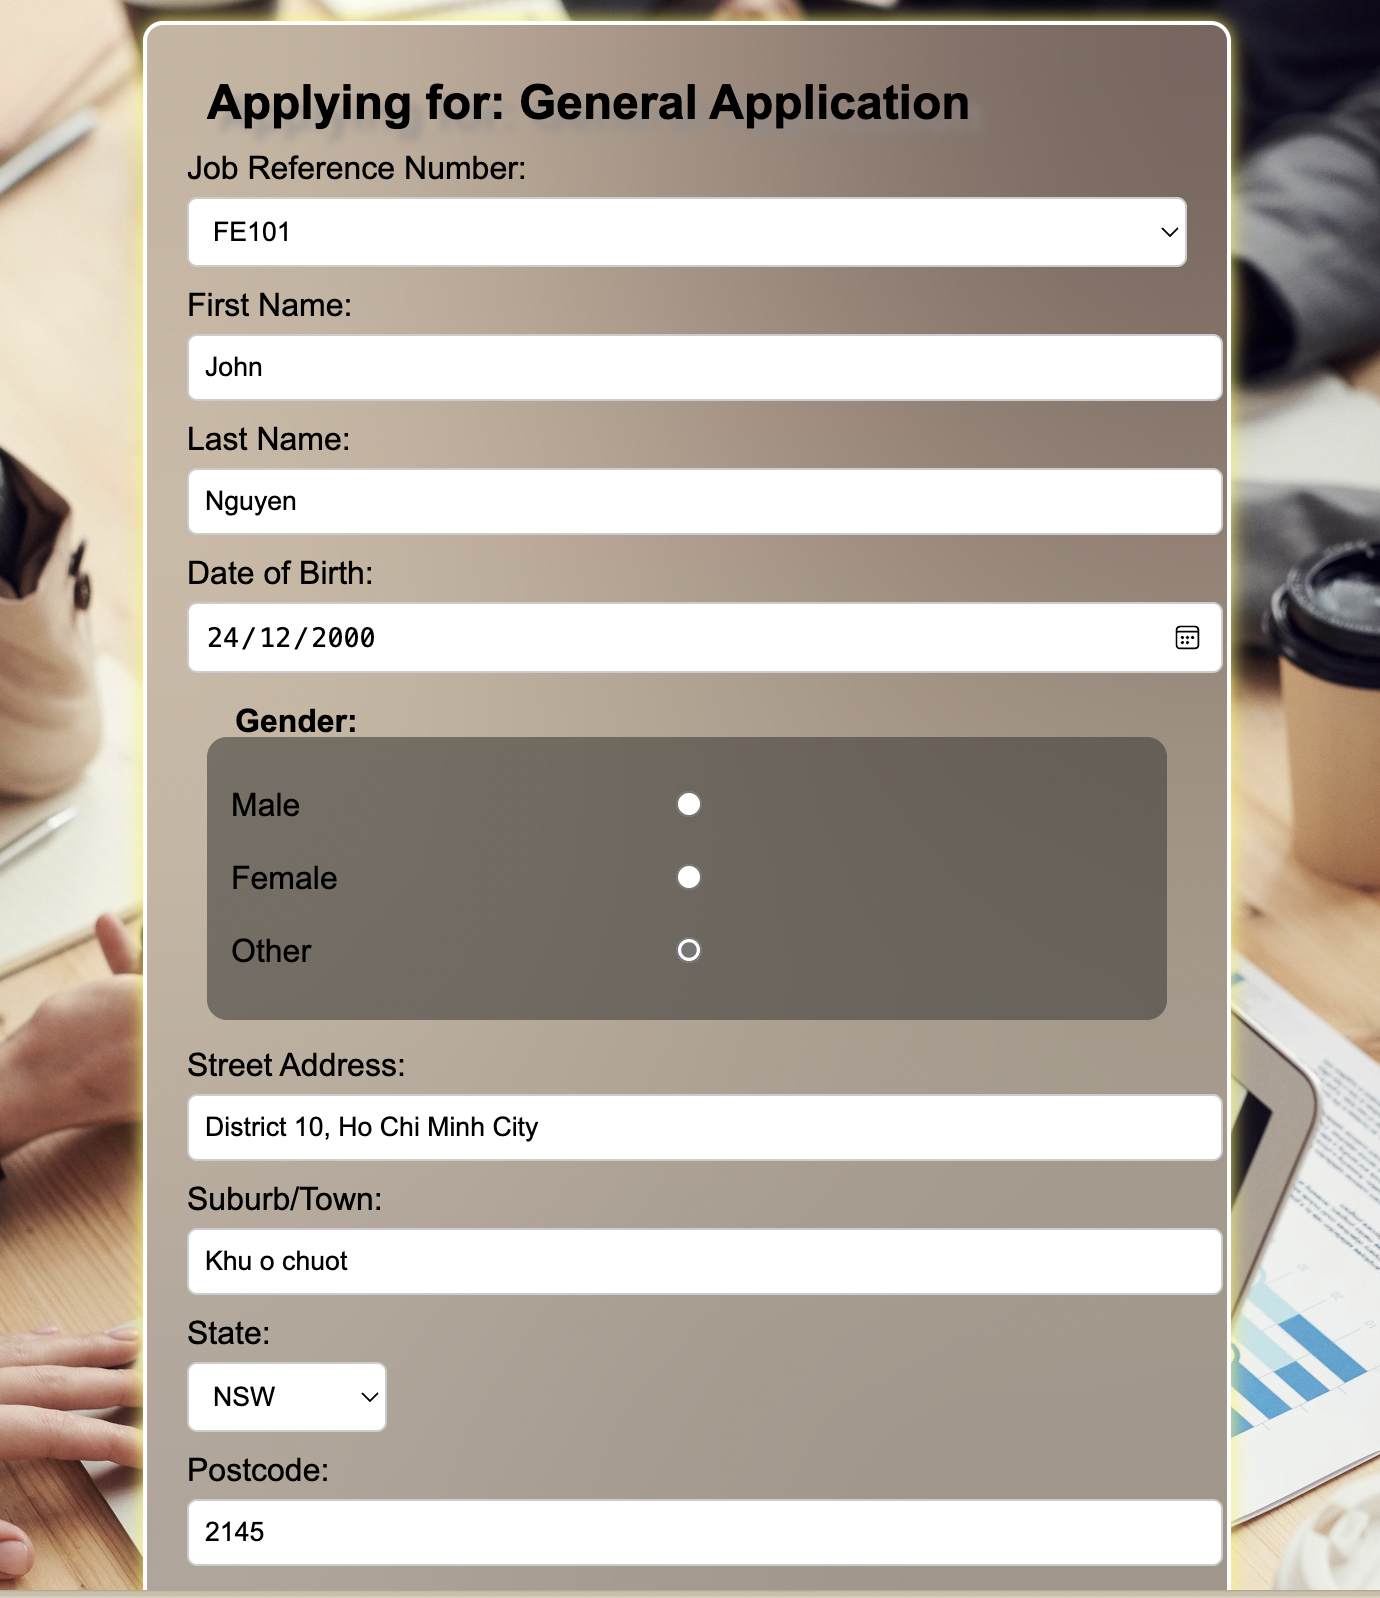 Applying for: General Application
Job Reference Number:
FE101
First Name:
John
Last Name:
Nguyen
Date of Birth:
24/12/2000
Gender:
Male
Female
Other
Street Address:
District 10, Ho Chi Minh City
Suburb/Town:
Khu o chuot
State:
NSW
Postcode:
2145